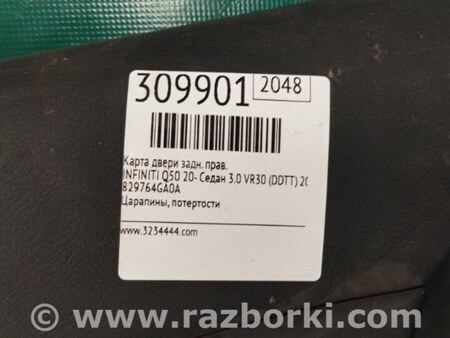 309901 2048
Карта двери задн. прав.
INFINITI Q50 20- Седан 3.0 VR30 (DDTT) 20
829764GA0A
Царапины, потертости
www.3234444.com
© www.razborki.com